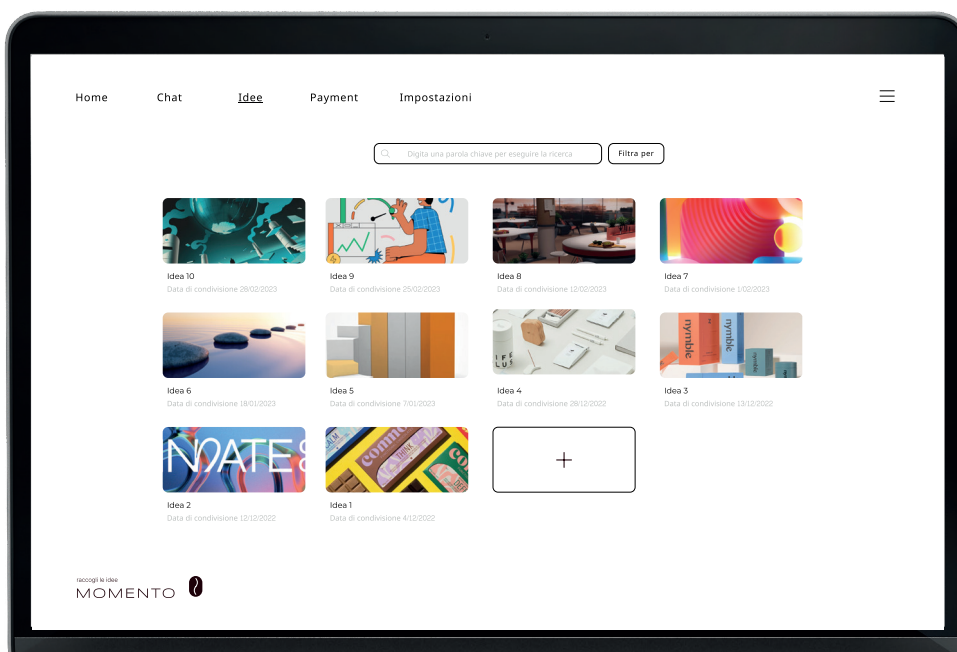 Home Chat Idee Payment Impostazioni
Digita una parola chiave per eseguire la ricerca Filtra per
Idea 10
Data di condivisione 28/02/2023
Idea 9
Data di condivisione 25/02/2023
Idea 8
Data di condivisione 12/02/2023
Idea 7
Data di condivisione 1/02/2023
nymble
nymble
nymble
Idea 6
Data di condivisione 18/01/2023
Idea 5
Data di condivisione 7/01/2023
Idea 4
Data di condivisione 28/12/2022
Idea 3
Data di condivisione 13/12/2022
CALM
THINK
Idea 2
Data di condivisione 12/12/2022
Idea 1
Data di condivisione 4/12/2022
raccogli le idee
MOMENTO